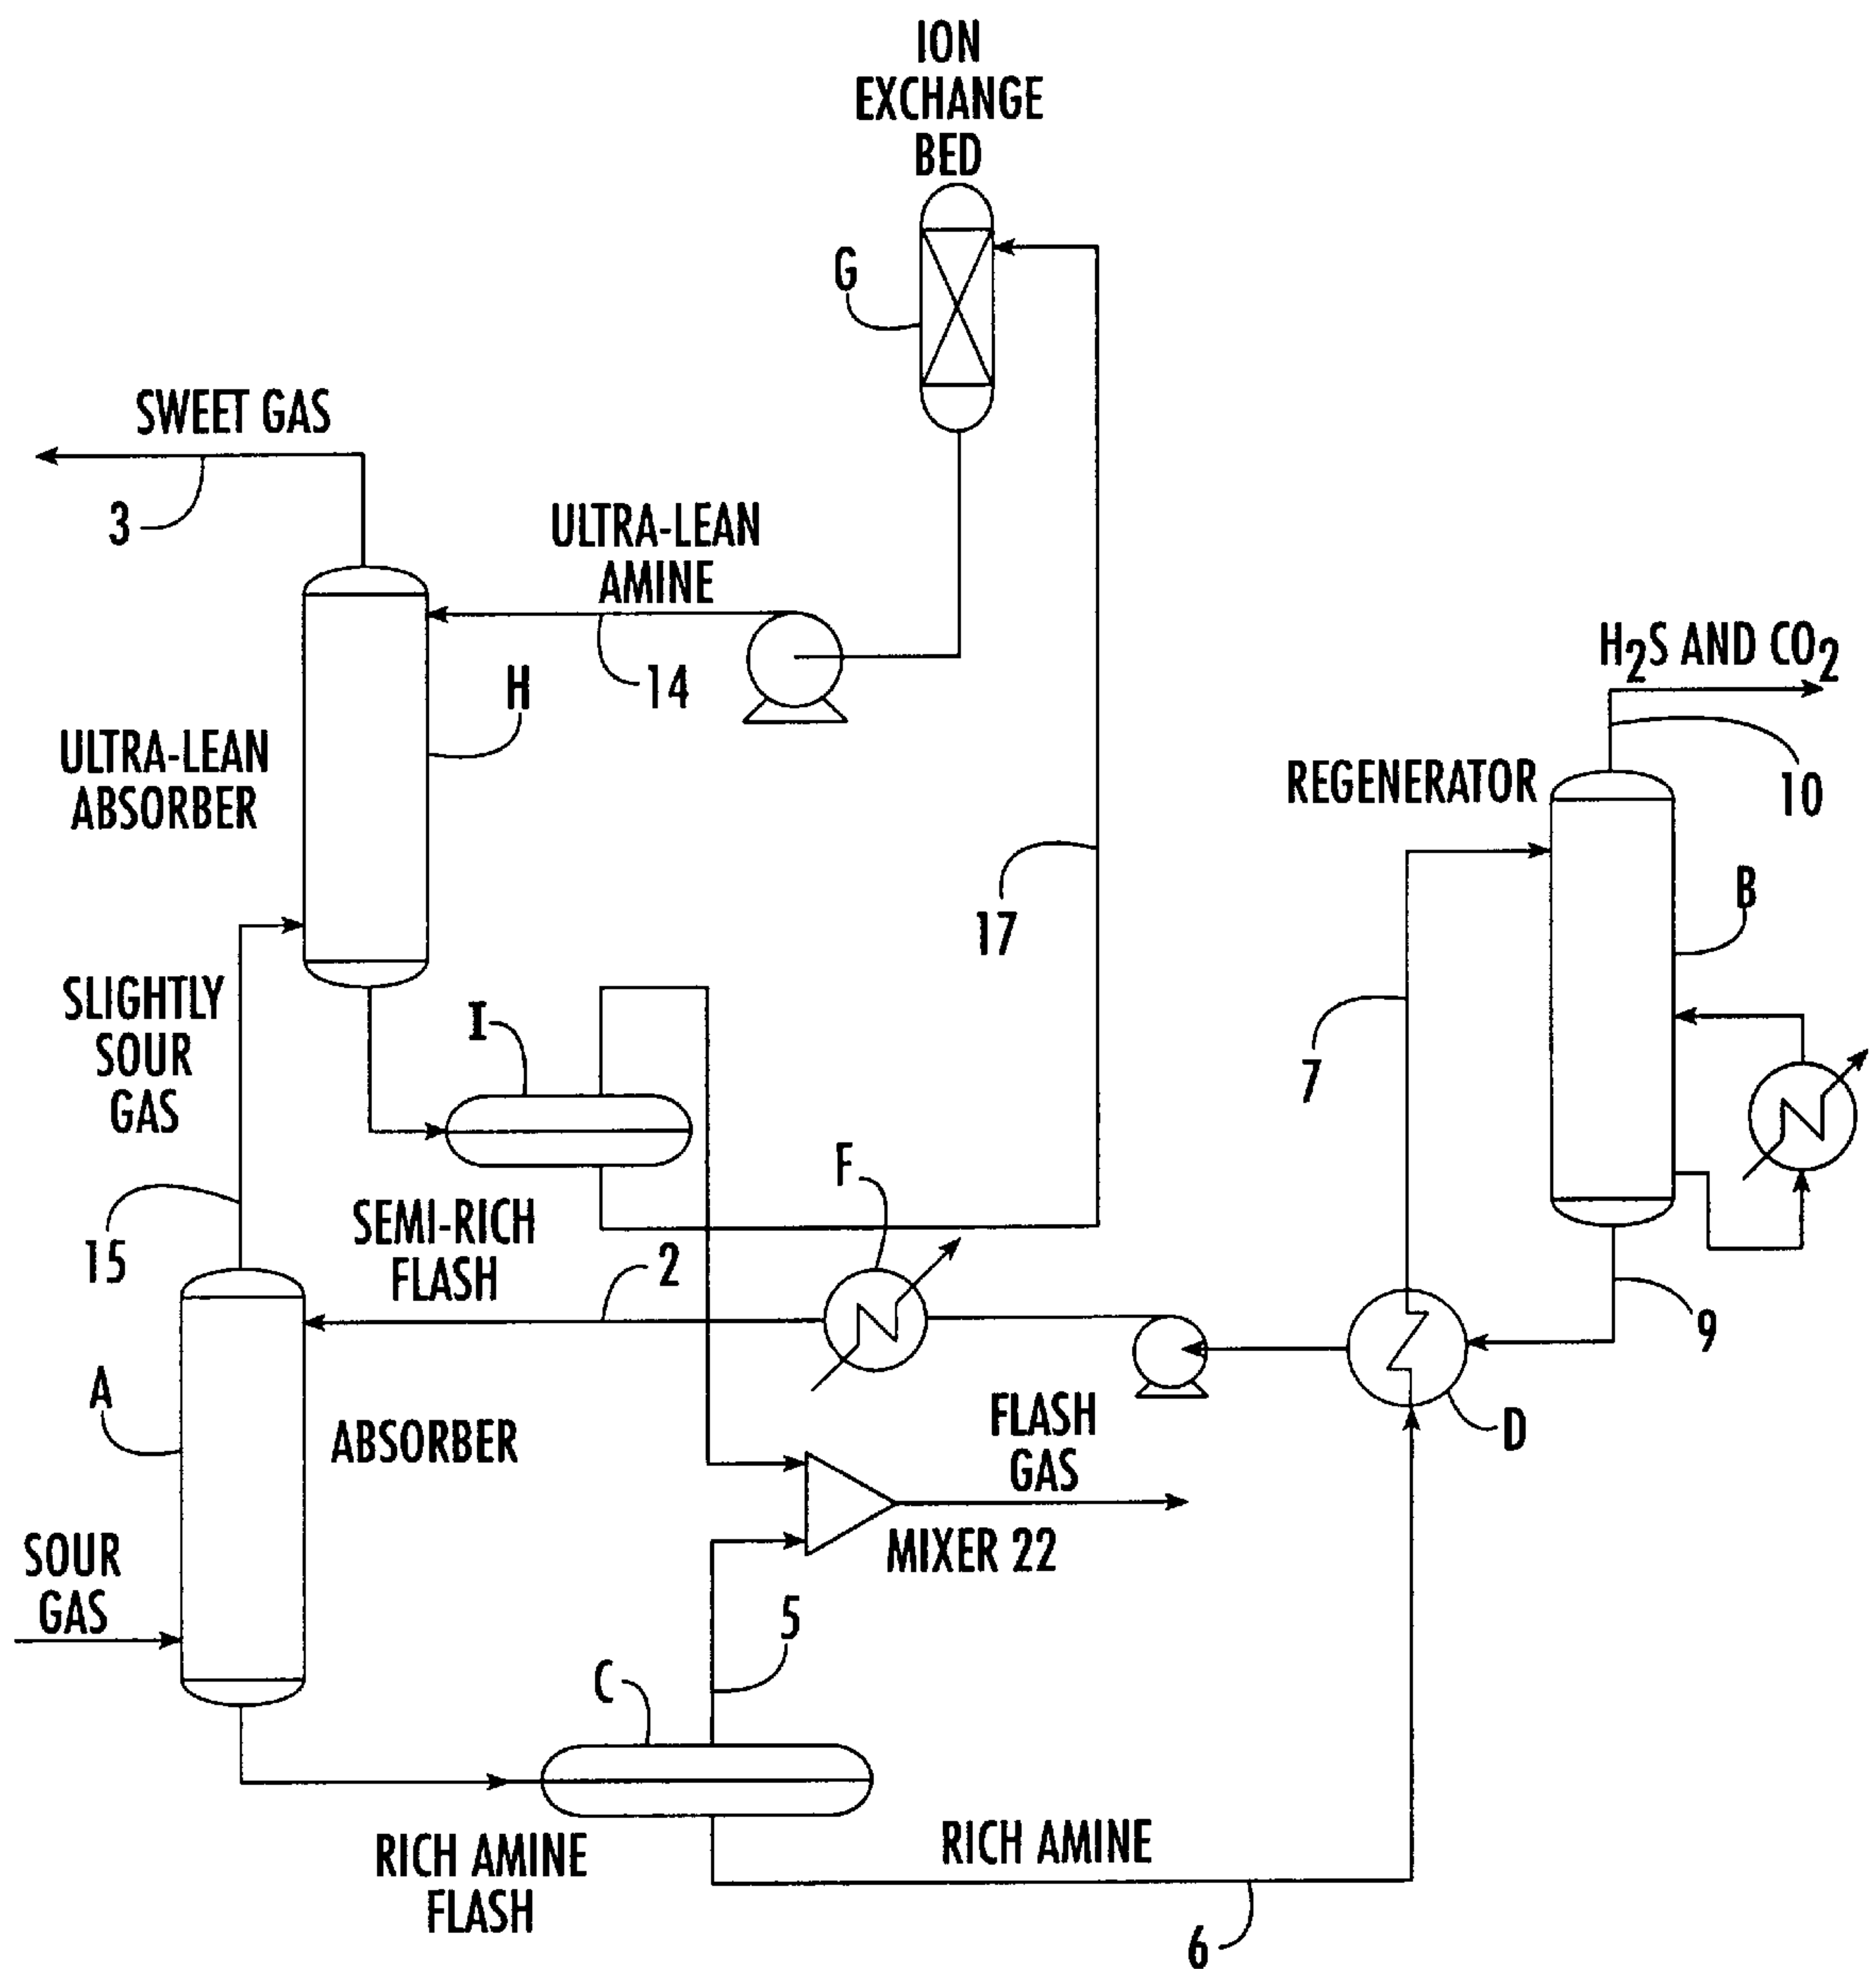 ION
EXCHANGE
BED
G
SWEET GAS
3
ULTRA-LEAN
AMINE
14
H
H2S AND CO2
10
ULTRA-LEAN
ABSORBER
REGENERATOR
B
17
SLIGHTLY
SOUR
GAS
I
7
F
15
SEMI-RICH
FLASH
2
9
A
ABSORBER
D
FLASH
GAS
MIXER 22
SOUR
GAS
5
C
RICH AMINE
FLASH
RICH AMINE
6